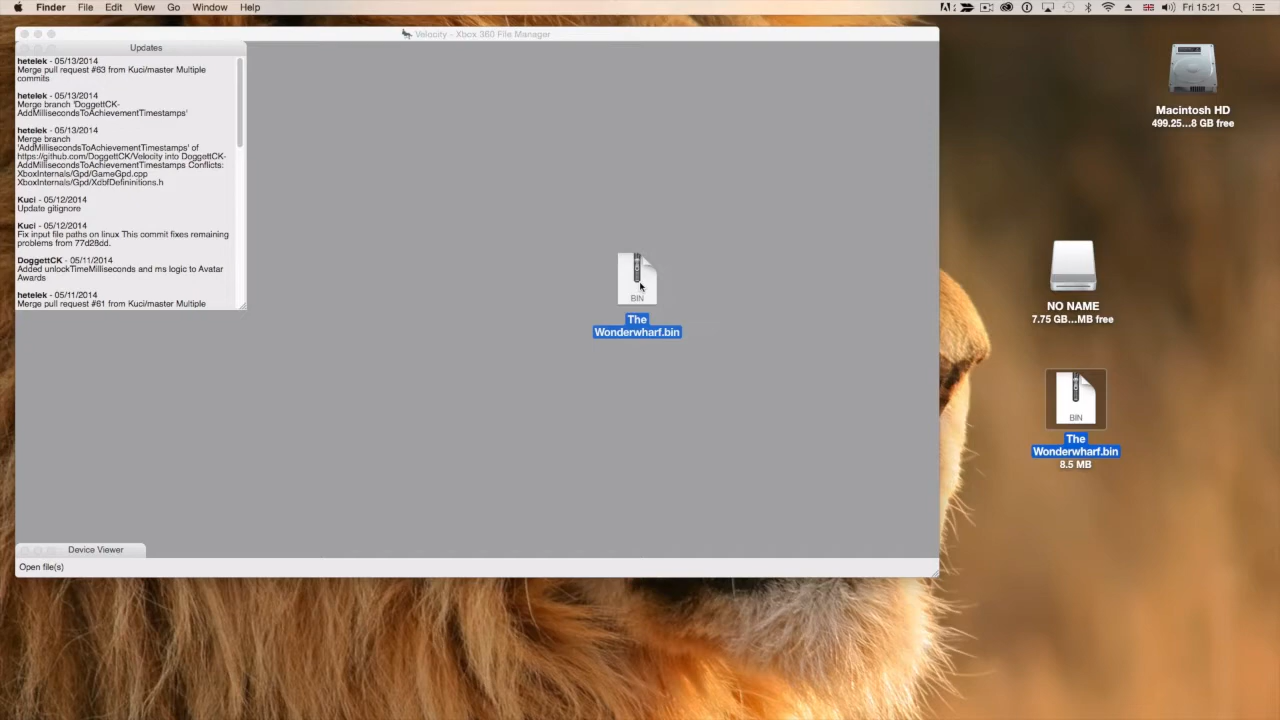 Finder File Edit View Go Window Help
Fri 15:21
Velocity - Xbox 360 File Manager
Updates
hetelek - 05/13/2014
Merge pull request #63 from Kuci/master Multiple
commits
hetelek - 05/13/2014
Merge branch 'DoggettCK-
AddMillisecondsToAchievementTimestamps'
hetelek - 05/13/2014
Merge branch
'AddMillisecondsToAchievementTimestamps' of
https://github.com/DoggettCK/Velocity into DoggettCK-
AddMillisecondsToAchievementTimestamps Conflicts:
XboxInternals/Gpd/GameGpd.cpp
XboxInternals/Gpd/XdbfDefininitions.h
Kuci - 05/12/2014
Update gitignore
Kuci - 05/12/2014
Fix input file paths on linux This commit fixes remaining
problems from 77d28dd.
DoggettCK - 05/11/2014
Added unlockTimeMilliseconds and ms logic to Avatar
Awards
hetelek - 05/11/2014
Merge pull request #61 from Kuci/master Multiple
BIN
The
Wonderwharf.bin
Device Viewer
Open file(s)
Macintosh HD
499.25...8 GB free
NO NAME
7.75 GB...MB free
BIN
The
Wonderwharf.bin
8.5 MB